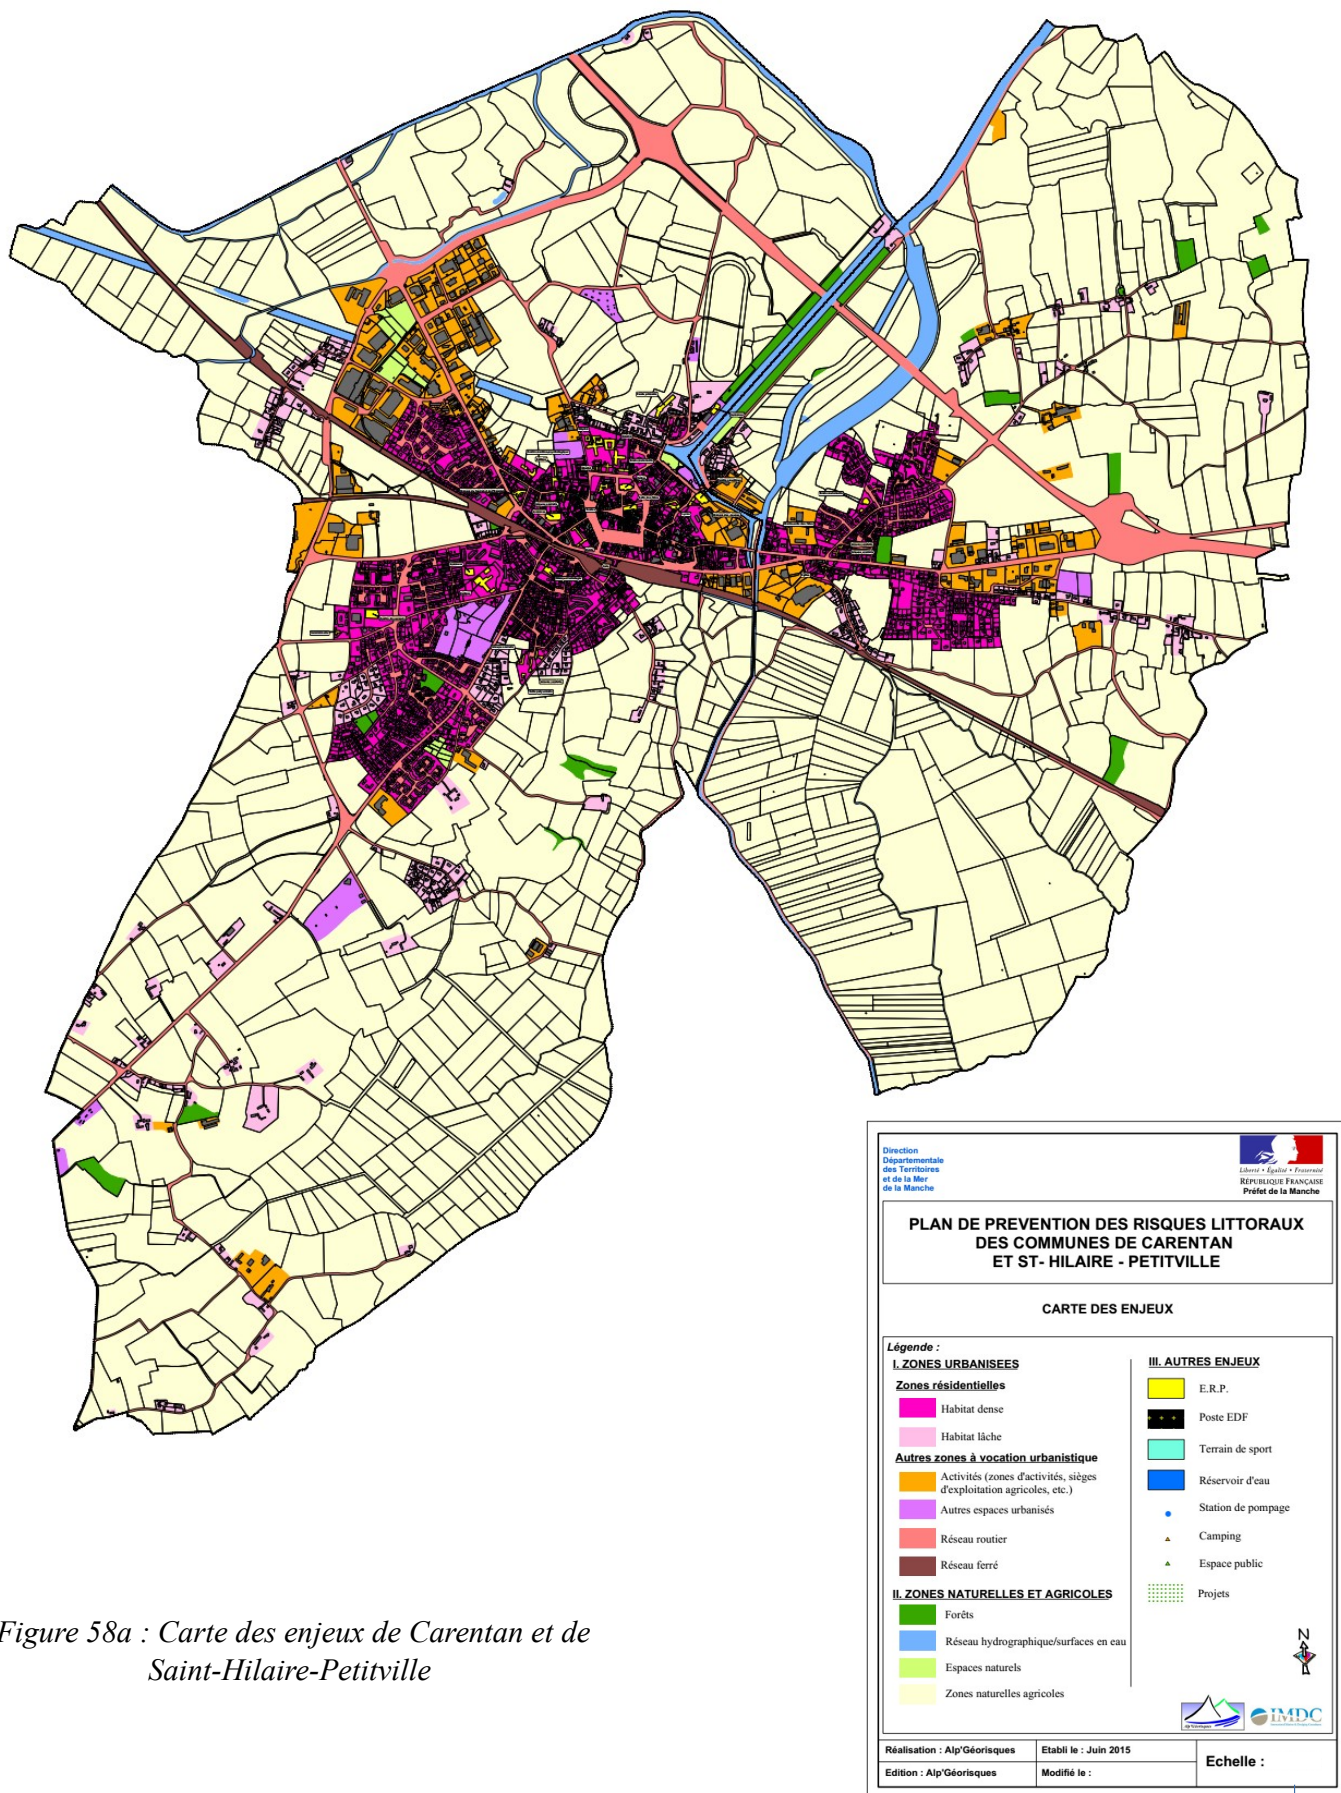 Direction
Départementale
des Territoires
et de la Mer
de la Manche
Liberté • Égalité • Fraternité
RÉPUBLIQUE FRANÇAISE
Préfet de la Manche
PLAN DE PREVENTION DES RISQUES LITTORAUX
DES COMMUNES DE CARENTAN
ET ST- HILAIRE - PETITVILLE
CARTE DES ENJEUX
Légende :
I. ZONES URBANISEES
Zones résidentielles
Habitat dense
Habitat lâche
Autres zones à vocation urbanistique
Activités (zones d'activités, sièges
d'exploitation agricoles, etc.)
Autres espaces urbanisés
Réseau routier
Réseau ferré
II. ZONES NATURELLES ET AGRICOLES
Forêts
Réseau hydrographique/surfaces en eau
Espaces naturels
Zones naturelles agricoles
III. AUTRES ENJEUX
E.R.P.
Poste EDF
Terrain de sport
Réservoir d'eau
Station de pompage
Camping
Espace public
Projets
N
Alp'Géorisques
IMDC
Réalisation : Alp'Géorisques
Etabli le : Juin 2015
Echelle :
Edition : Alp'Géorisques
Modifié le :
Figure 58a : Carte des enjeux de Carentan et de
Saint-Hilaire-Petitville